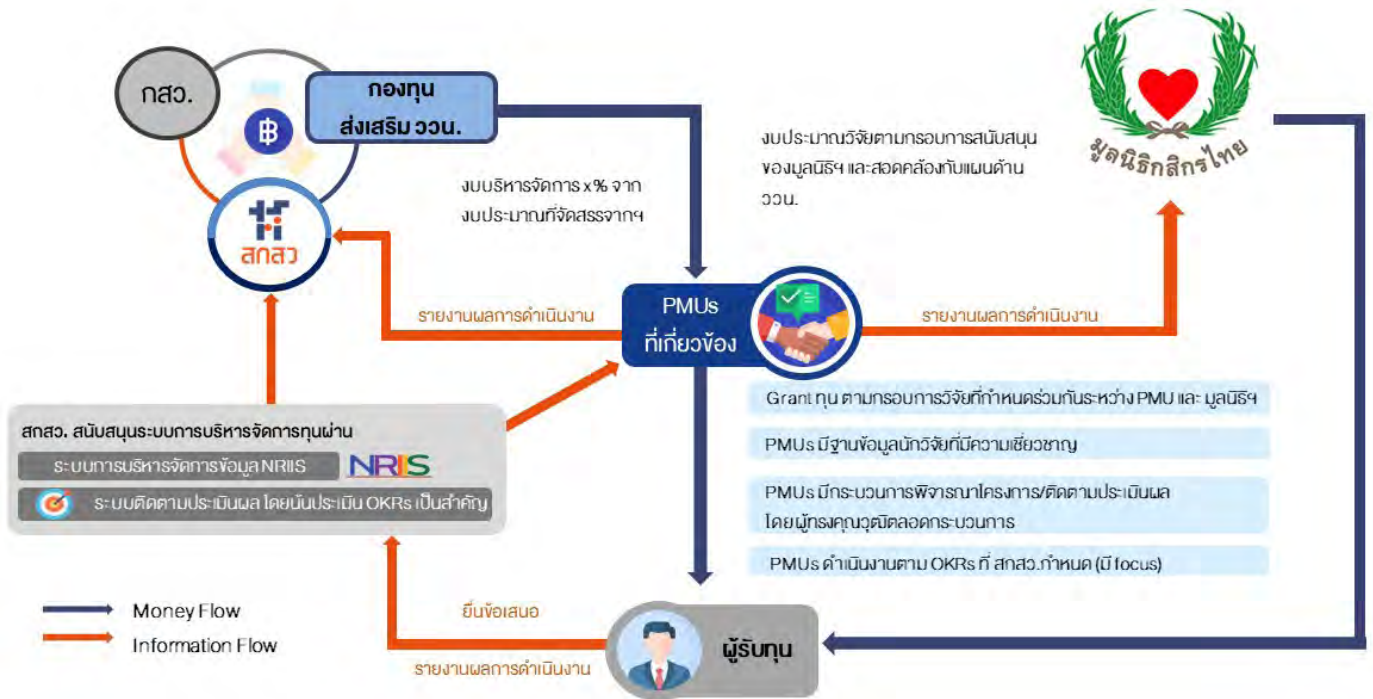 กสว.
กองทุน
ส่งเสริม ววน.
฿
สกสว
งบบริหารจัดการ x% จาก
งบประมาณที่จัดสรรจากฯ
งบประมาณวิจัยตามกรอบการสนับสนุน
ของมูลนิธิฯ และสอดคล้องกับแผนด้าน
ววน.
มูลนิธิกสิกรไทย
รายงานผลการดำเนินงาน
PMUs
ที่เกี่ยวข้อง
รายงานผลการดำเนินงาน
Grant ทุน ตามกรอบการวิจัยที่กำหนดร่วมกันระหว่าง PMU และ มูลนิธิฯ
PMUs มีฐานข้อมูลนักวิจัยที่มีความเชี่ยวชาญ
PMUs มีกระบวนการพิจารณาโครงการ/ติดตามประเมินผล
โดยผู้ทรงคุณวุฒิตลอดกระบวนการ
PMUs ดำเนินงานตาม OKRs ที่ สกสว.กำหนด (มี focus)
สกสว. สนับสนุนระบบการบริหารจัดการทุนผ่าน
ระบบการบริหารจัดการข้อมูล NRIIS
NRIIS
ระบบติดตามประเมินผล โดยเน้นประเมิน OKRs เป็นสำคัญ
Money Flow
Information Flow
ยื่นข้อเสนอ
รายงานผลการดำเนินงาน
ผู้รับทุน